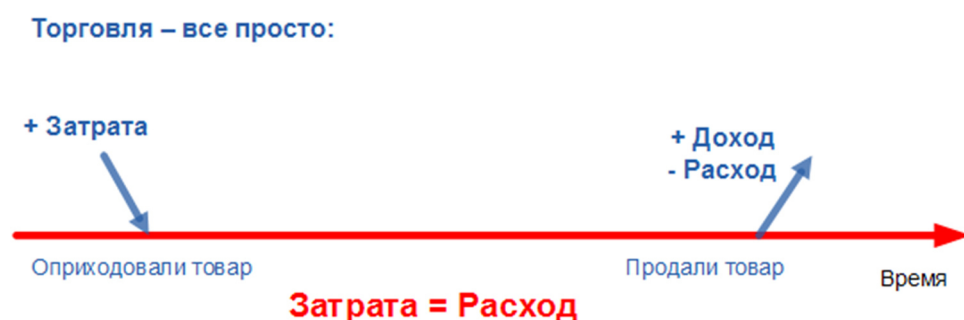 Торговля – все просто:
+ Затрата
+ Доход
- Расход
Оприходовали товар
Продали товар
Время
Затрата = Расход